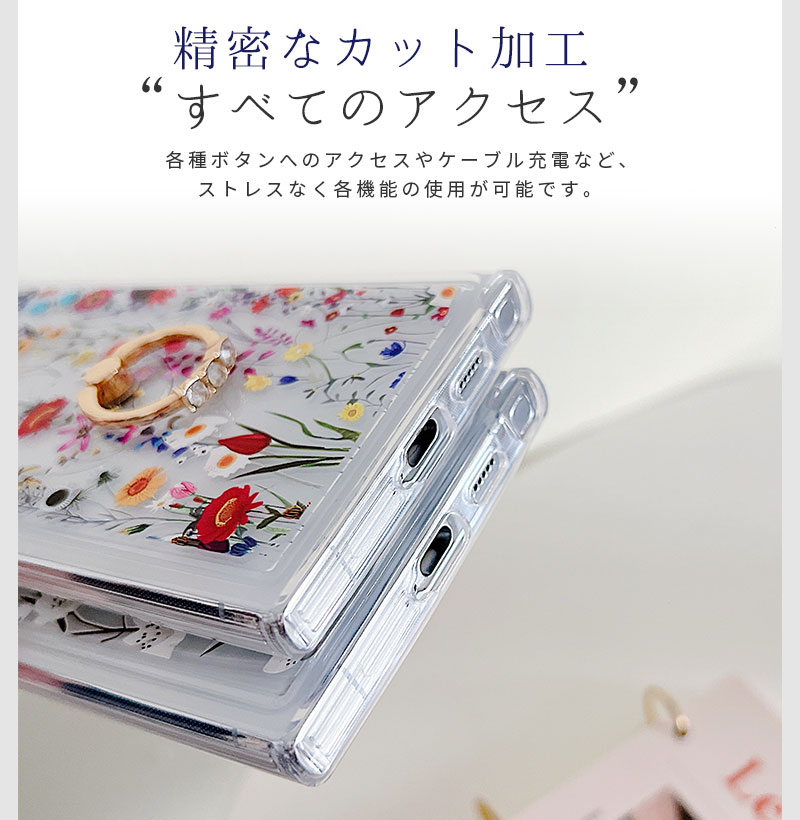 精密なカット加工
“すべてのアクセス”
各種ボタンへのアクセスやケーブル充電など、
ストレスなく各機能の使用が可能です。
Le